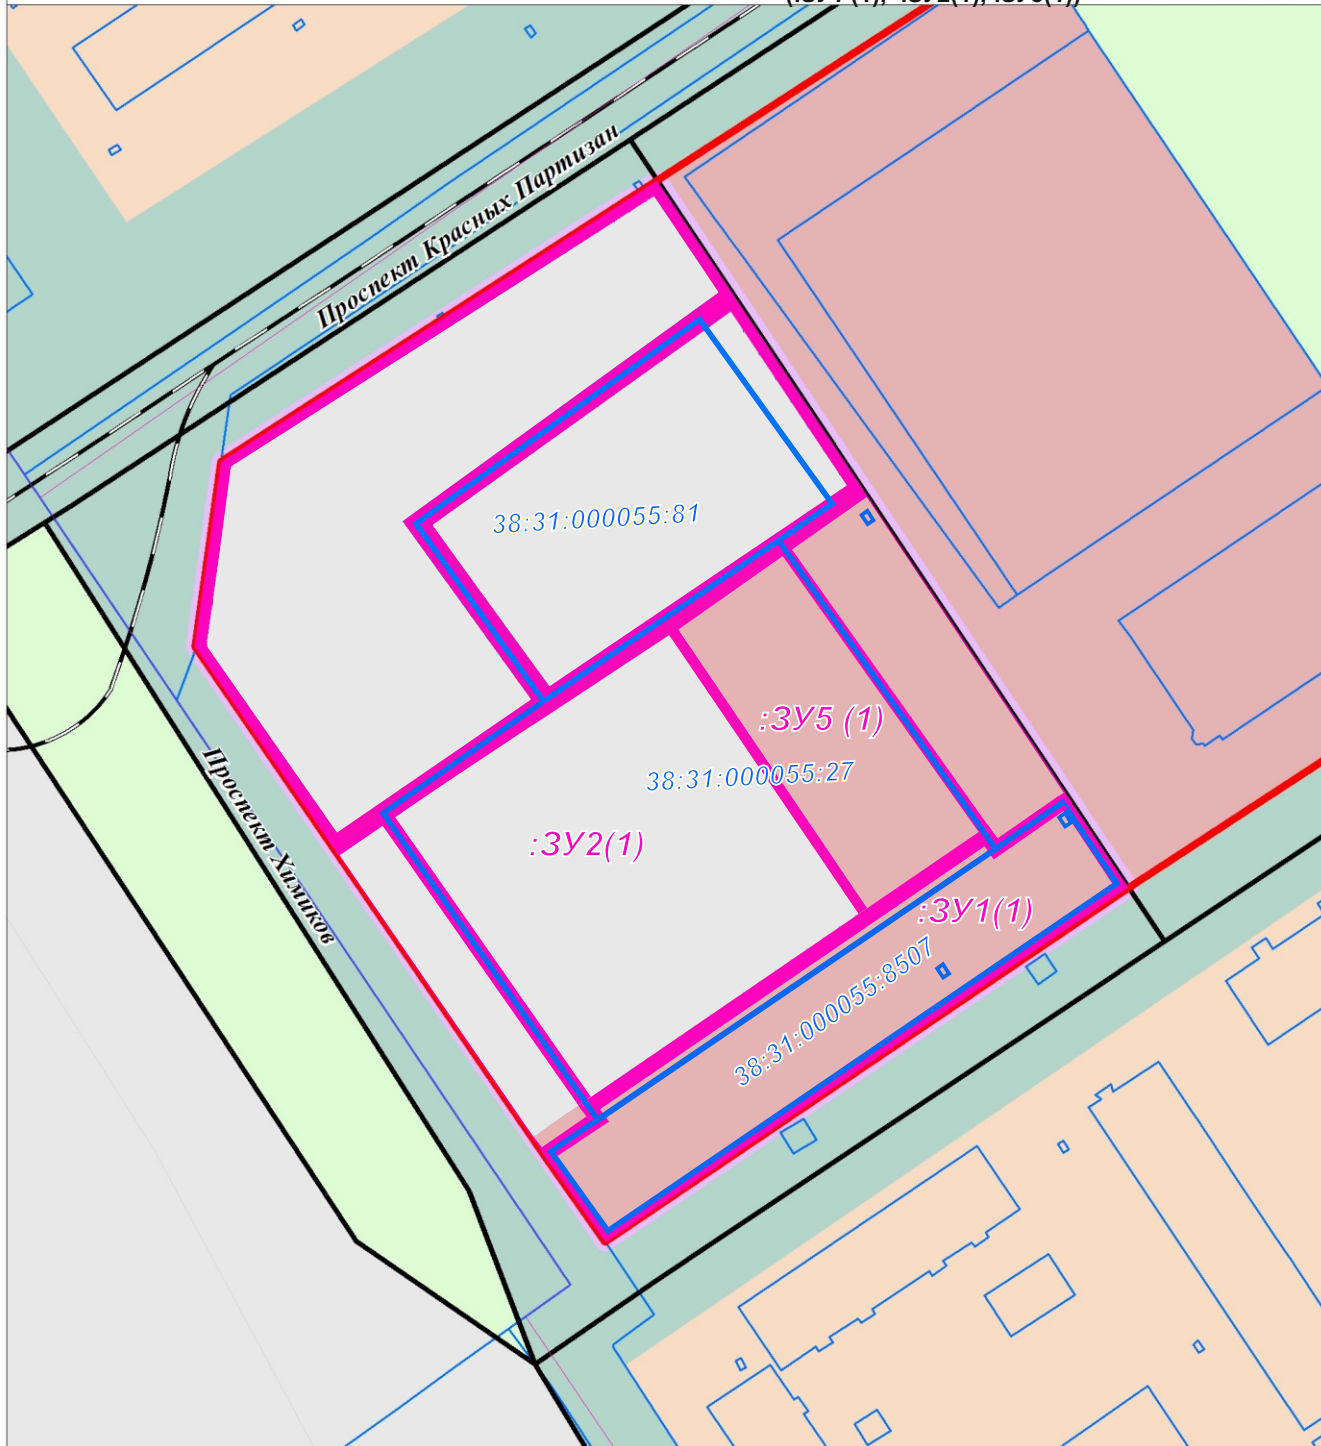 Проспект Красных Партизан
38:31:000055:81
:ЗУ5 (1)
38:31:000055:27
:ЗУ2(1)
Проспект Химиков
:ЗУ1(1)
38:31:000055:8507